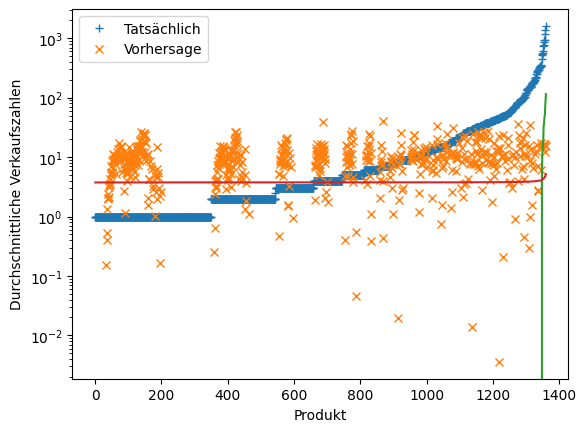 Tatsächlich
Vorhersage
Durchschnittliche Verkaufszahlen
10³
10²
10¹
10⁰
10⁻¹
10⁻²
0 200 400 600 800 1000 1200 1400
Produkt